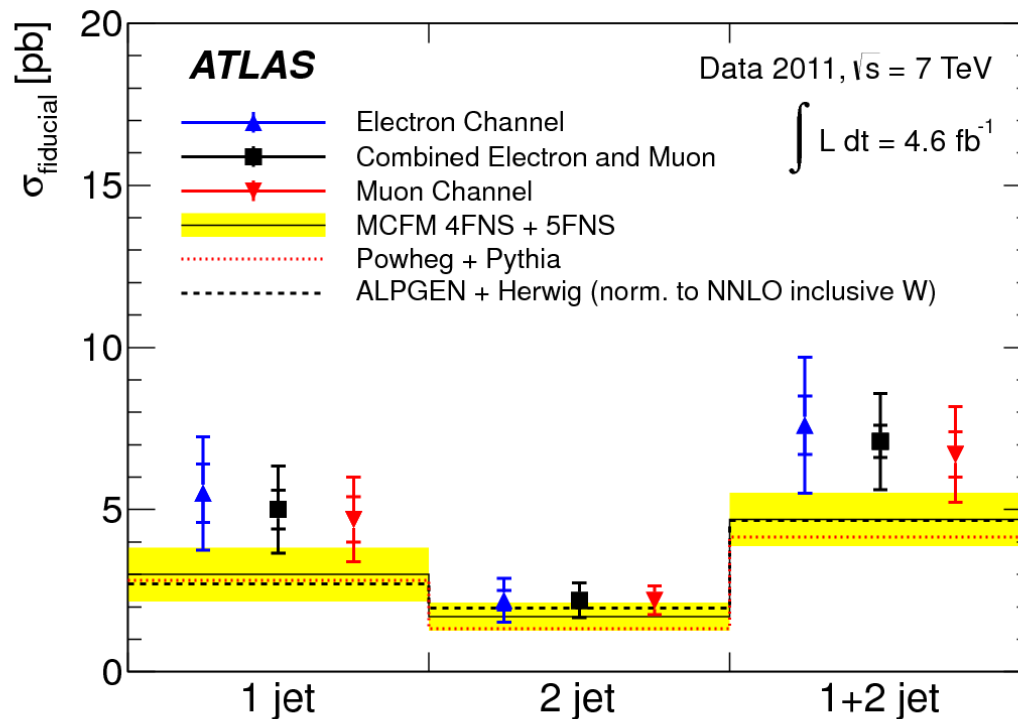 σfiducial [pb]
20
15
10
5
0
ATLAS
Data 2011, √s = 7 TeV
∫ L dt = 4.6 fb-1
Electron Channel
Combined Electron and Muon
Muon Channel
MCFM 4FNS + 5FNS
Powheg + Pythia
ALPGEN + Herwig (norm. to NNLO inclusive W)
1 jet
2 jet
1+2 jet